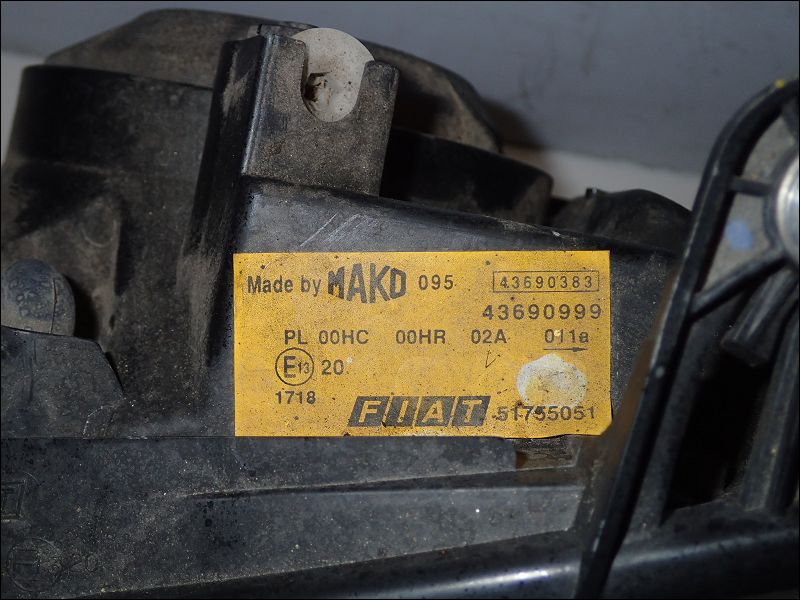 Made by MAKO 095 43690383
43690999
PL 00HC 00HR 02A 011a
E13 20
1718
FIAT 51755051